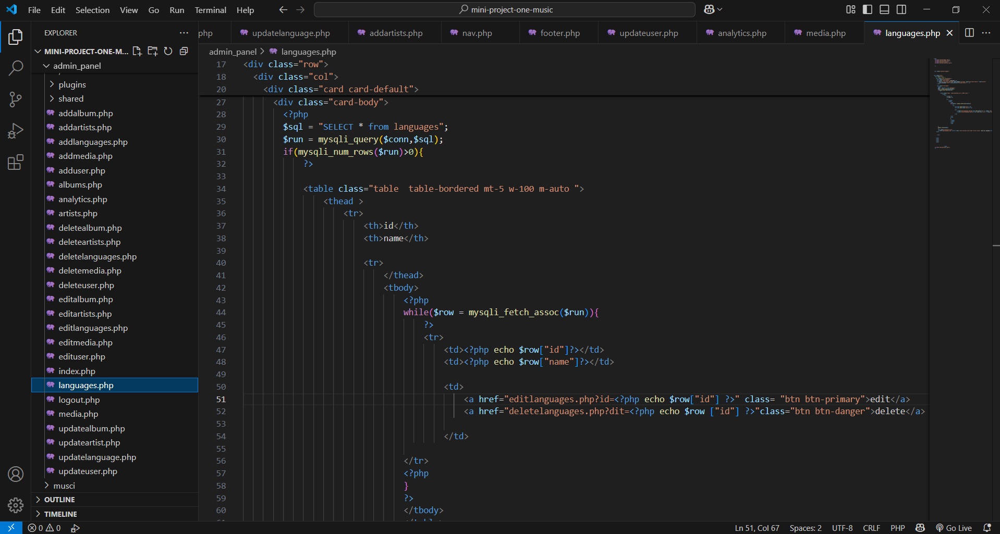 File Edit Selection View Go Run Terminal Help
mini-project-one-music
EXPLORER
MINI-PROJECT-ONE-M...
admin_panel
plugins
shared
addalbum.php
addartists.php
addlanguages.php
addmedia.php
adduser.php
albums.php
analytics.php
artists.php
deletealbum.php
deleteartists.php
deletelanguages.php
deletemedia.php
deleteuser.php
editalbum.php
editartists.php
editlanguages.php
editmedia.php
edituser.php
index.php
languages.php
logout.php
media.php
updatealbum.php
updateartist.php
updatelanguage.php
updateuser.php
musci
OUTLINE
TIMELINE
php updatelanguage.php addartists.php nav.php footer.php updateuser.php analytics.php media.php languages.php
admin_panel > languages.php
17 <div class="row">
18 <div class="col">
20 <div class="card card-default">
27 <div class="card-body">
28 <?php
29 $sql = "SELECT * from languages";
30 $run = mysqli_query($conn,$sql);
31 if(mysqli_num_rows($run)>0){
32 ?>
33
34 <table class="table  table-bordered mt-5 w-100 m-auto ">
35 <thead >
36 <tr>
37 <th>id</th>
38 <th>name</th>
39
40 <tr>
41 </thead>
42 <tbody>
43 <?php
44 while($row = mysqli_fetch_assoc($run)){
45 ?>
46 <tr>
47 <td><?php echo $row["id"]?></td>
48 <td><?php echo $row["name"]?></td>
49
50 <td>
51 <a href="editlanguages.php?id=<?php echo $row["id"] ?>" class= "btn btn-primary">edit</a>
52 <a href="deletelanguages.php?dit=<?php echo $row ["id"] ?>"class="btn btn-danger">delete</a>
53
54 </td>
55
56 </tr>
57 <?php
58 }
59 ?>
60 </tbody>
0 0
Ln 51, Col 67 Spaces: 2 UTF-8 CRLF PHP Go Live